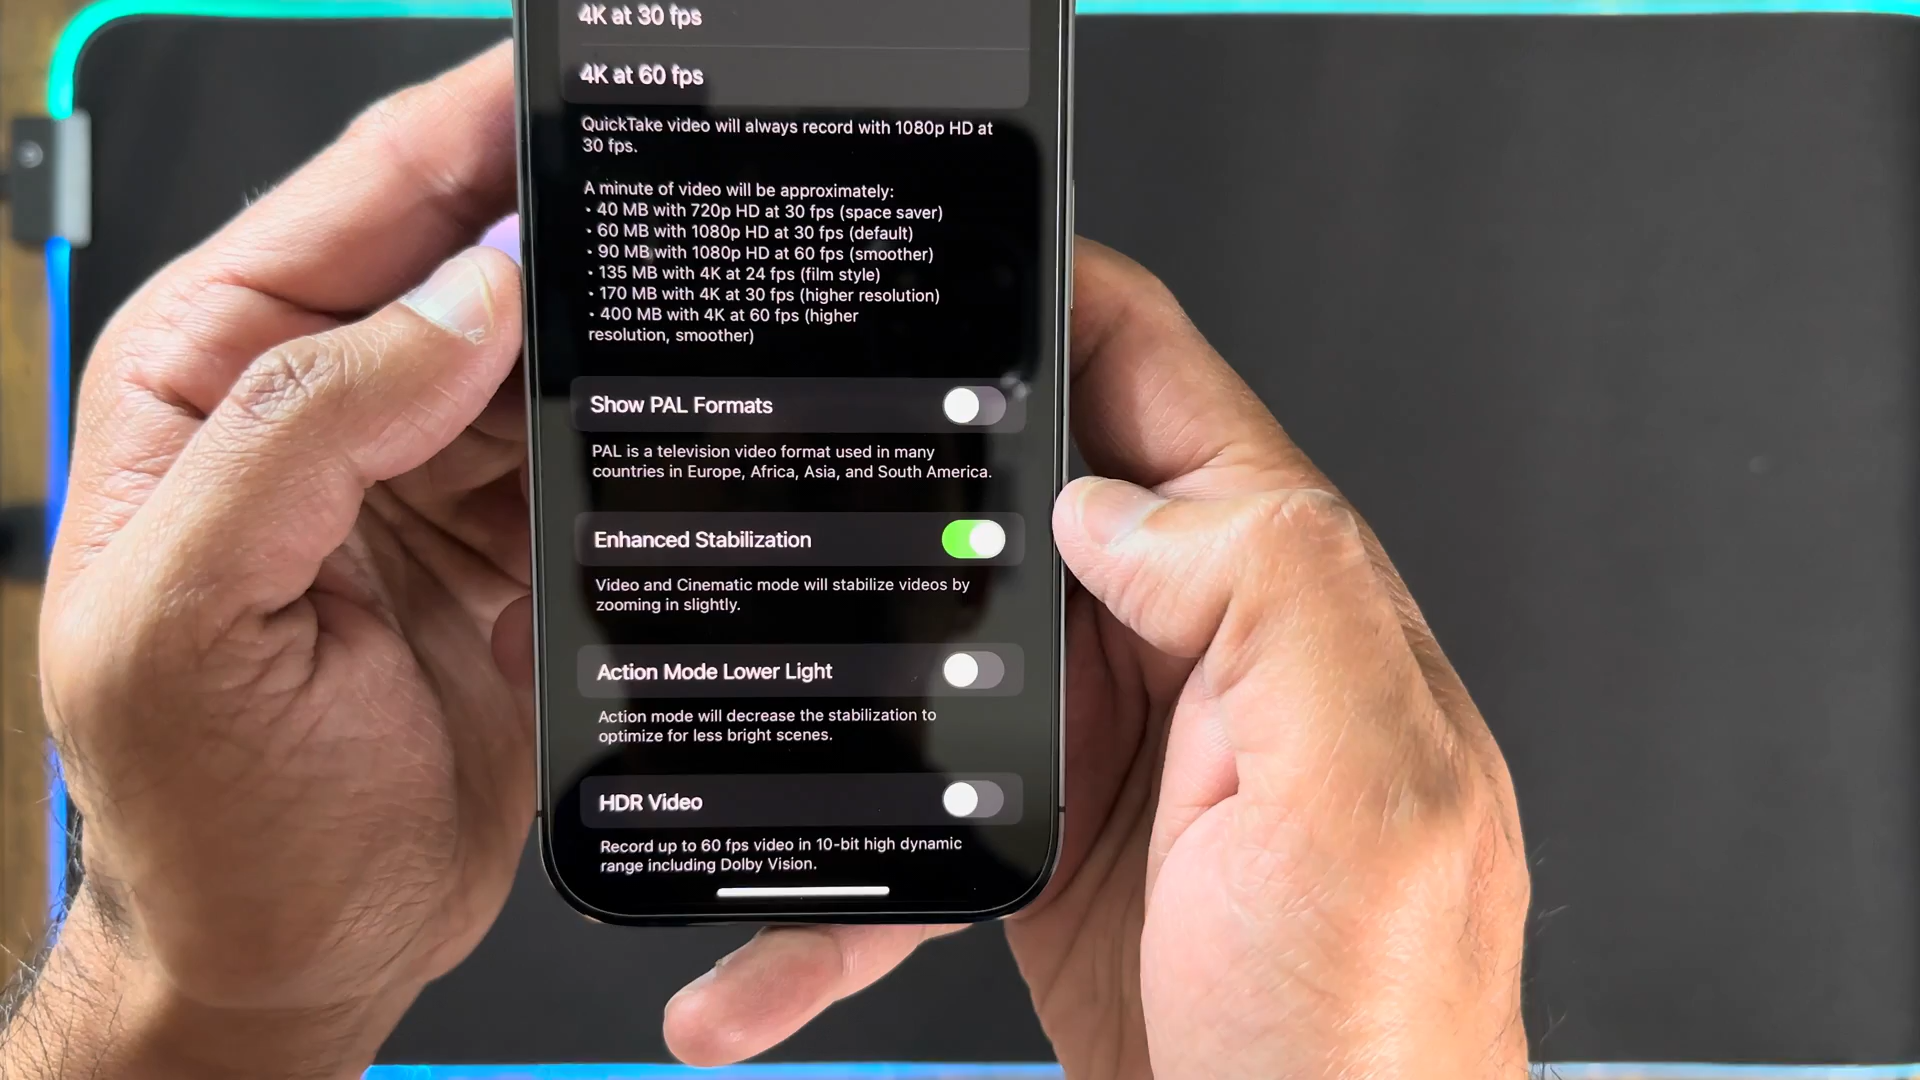 4K at 30 fps
4K at 60 fps
QuickTake video will always record with 1080p HD at
30 fps.
A minute of video will be approximately:
• 40 MB with 720p HD at 30 fps (space saver)
• 60 MB with 1080p HD at 30 fps (default)
• 90 MB with 1080p HD at 60 fps (smoother)
• 135 MB with 4K at 24 fps (film style)
• 170 MB with 4K at 30 fps (higher resolution)
• 400 MB with 4K at 60 fps (higher
resolution, smoother)
Show PAL Formats
PAL is a television video format used in many
countries in Europe, Africa, Asia, and South America.
Enhanced Stabilization
Video and Cinematic mode will stabilize videos by
zooming in slightly.
Action Mode Lower Light
Action mode will decrease the stabilization to
optimize for less bright scenes.
HDR Video
Record up to 60 fps video in 10-bit high dynamic
range including Dolby Vision.